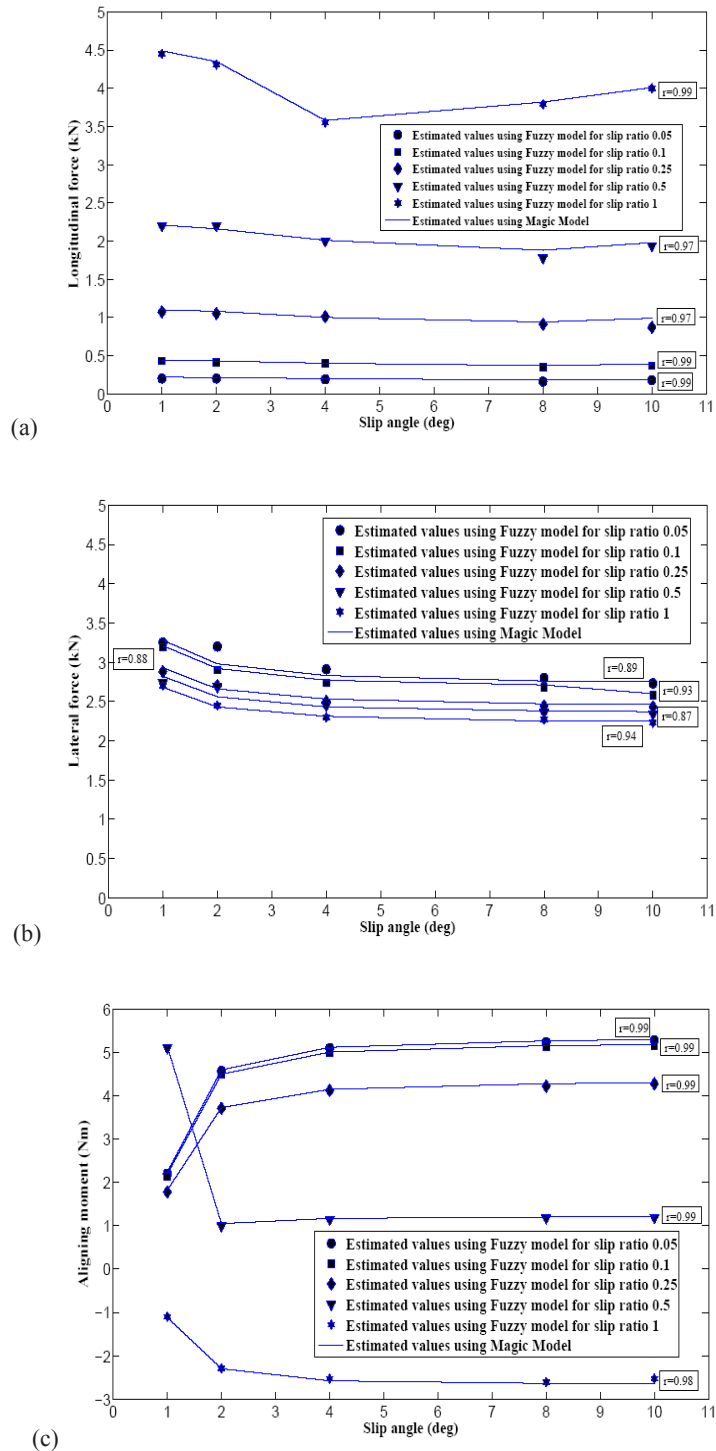 5
4.5
4
3.5
3
2.5
2
1.5
1
0.5
0
Longitudinal force (kN)
r=0.99
Estimated values using Fuzzy model for slip ratio 0.05
Estimated values using Fuzzy model for slip ratio 0.1
Estimated values using Fuzzy model for slip ratio 0.25
Estimated values using Fuzzy model for slip ratio 0.5
Estimated values using Fuzzy model for slip ratio 1
Estimated values using Magic Model
r=0.97
r=0.97
r=0.99
r=0.99
0 1 2 3 4 5 6 7 8 9 10 11
Slip angle (deg)
(a)
5
4.5
4
3.5
3
2.5
2
1.5
1
0.5
0
Lateral force (kN)
Estimated values using Fuzzy model for slip ratio 0.05
Estimated values using Fuzzy model for slip ratio 0.1
Estimated values using Fuzzy model for slip ratio 0.25
Estimated values using Fuzzy model for slip ratio 0.5
Estimated values using Fuzzy model for slip ratio 1
Estimated values using Magic Model
r=0.88
r=0.89
r=0.93
r=0.87
r=0.94
0 1 2 3 4 5 6 7 8 9 10 11
Slip angle (deg)
(b)
6
5
4
3
2
1
0
−1
−2
−3
Aligning moment (Nm)
r=0.99
r=0.99
r=0.99
r=0.99
Estimated values using Fuzzy model for slip ratio 0.05
Estimated values using Fuzzy model for slip ratio 0.1
Estimated values using Fuzzy model for slip ratio 0.25
Estimated values using Fuzzy model for slip ratio 0.5
Estimated values using Fuzzy model for slip ratio 1
Estimated values using Magic Model
r=0.98
0 1 2 3 4 5 6 7 8 9 10 11
Slip angle (deg)
(c)